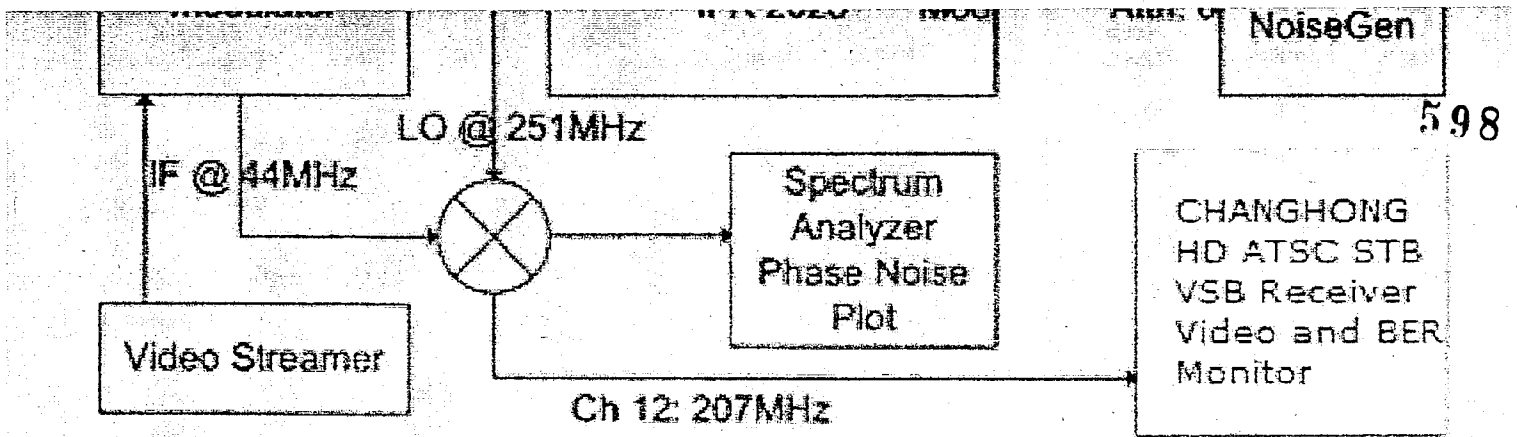 NoiseGen
598
LO @ 251MHz
IF @ 44MHz
Spectrum
Analyzer
Phase Noise
Plot
CHANGHONG
HD ATSC STB
VSB Receiver
Video and BER
Monitor
Video Streamer
Ch 12: 207MHz